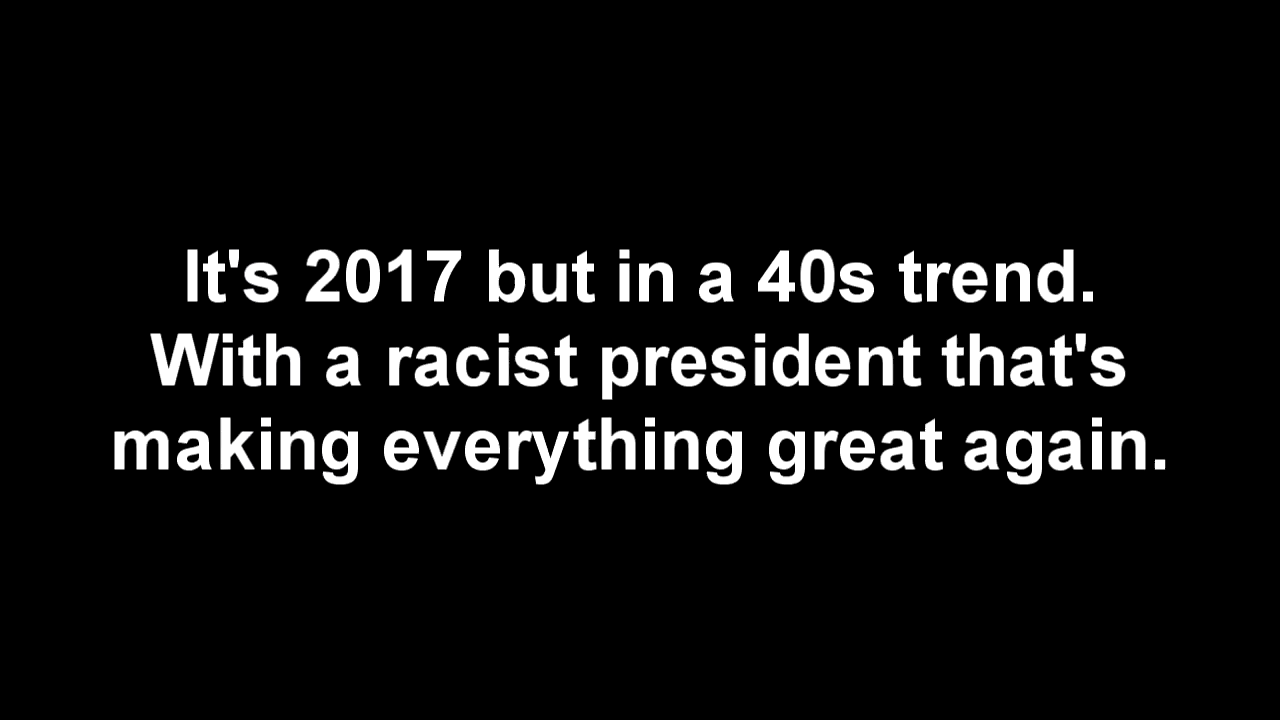 It's 2017 but in a 40s trend.
With a racist president that's
making everything great again.